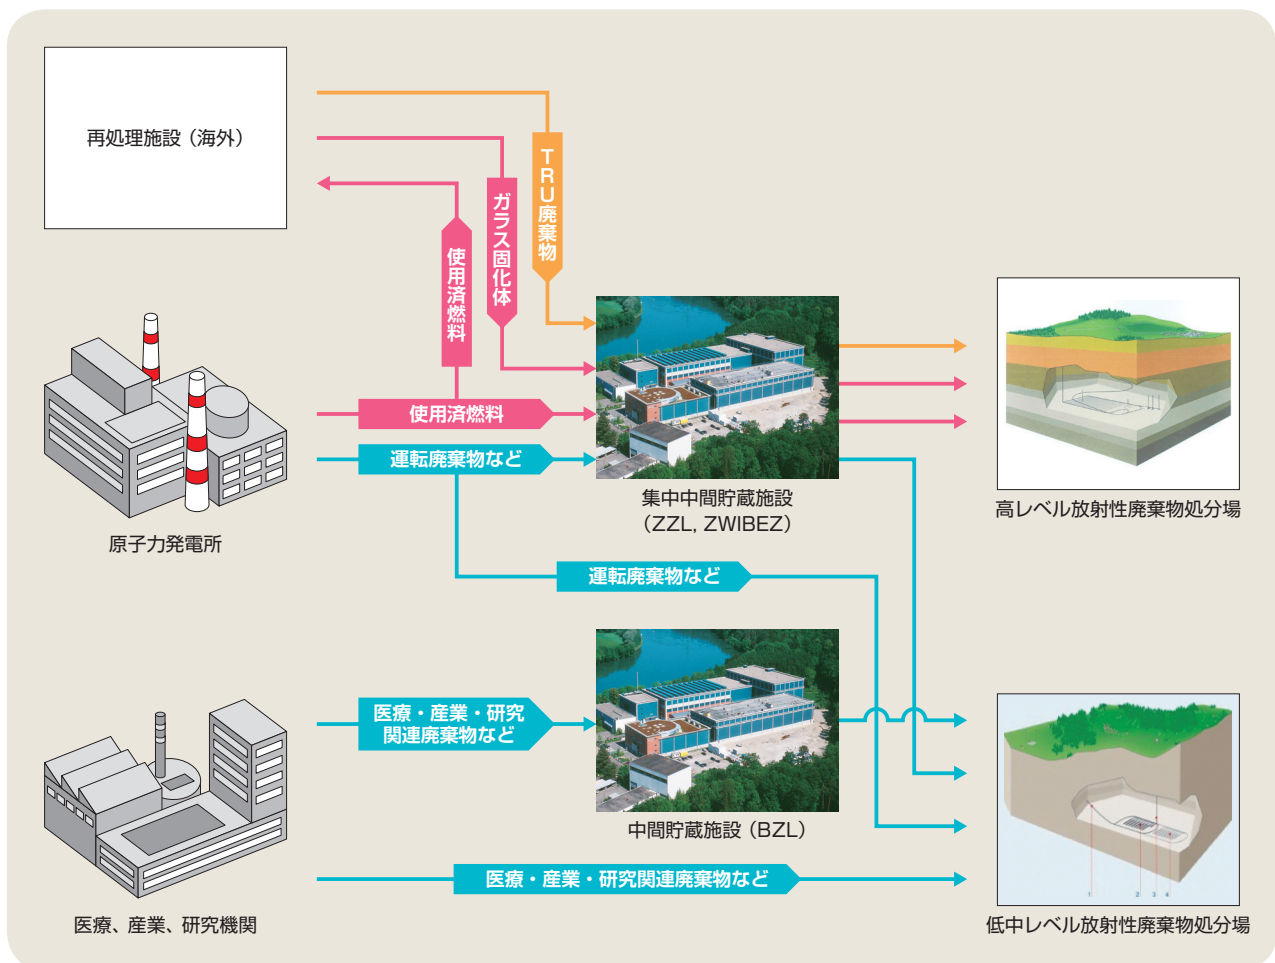 再処理施設（海外）
TRU廃棄物
ガラス固化体
使用済燃料
使用済燃料
運転廃棄物など
原子力発電所
集中中間貯蔵施設
（ZZL, ZWIBEZ）
高レベル放射性廃棄物処分場
運転廃棄物など
医療・産業・研究
関連廃棄物など
中間貯蔵施設（BZL）
医療・産業・研究関連廃棄物など
医療、産業、研究機関
1 2 3 4
低中レベル放射性廃棄物処分場